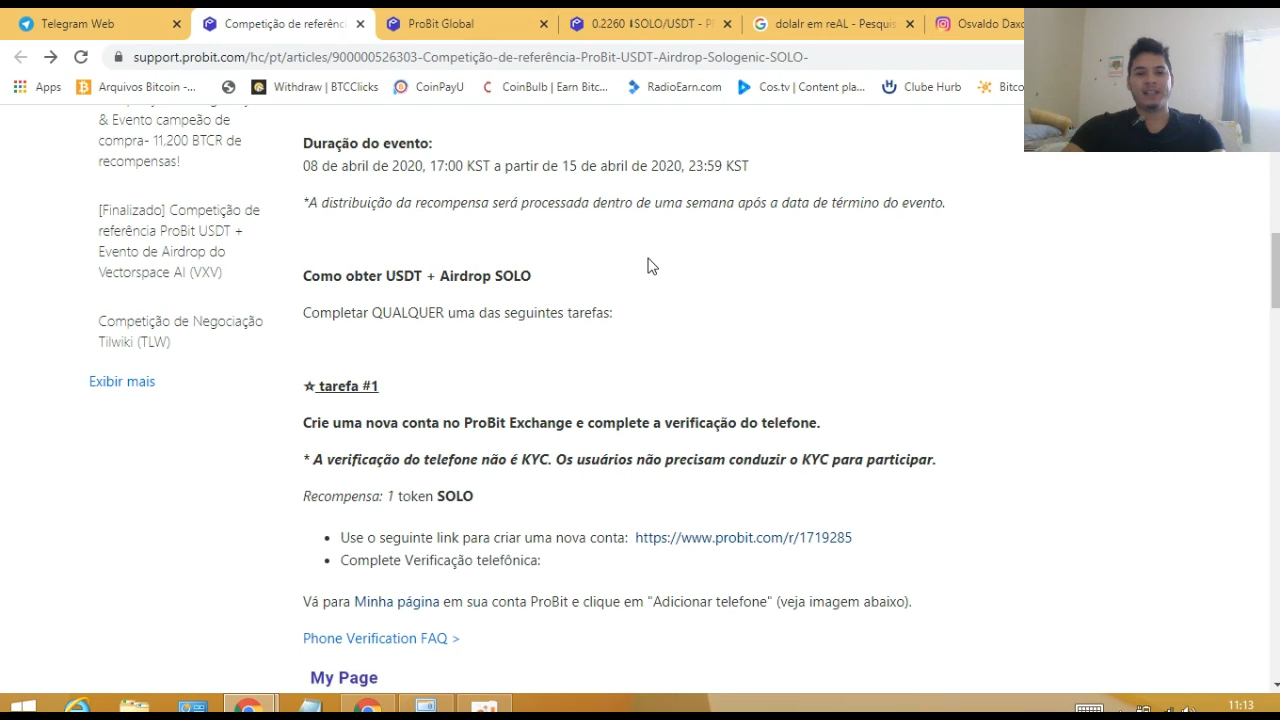 Telegram Web
Competição de referênc
ProBit Global
0.2260 ⬇SOLO/USDT - P
dolalr em reAL - Pesquis
Osvaldo Daxo
support.probit.com/hc/pt/articles/900000526303-Competição-de-referência-ProBit-USDT-Airdrop-Sologenic-SOLO-
Apps
Arquivos Bitcoin -...
Withdraw | BTCClicks
CoinPayU
CoinBulb | Earn Bitc...
RadioEarn.com
Cos.tv | Content pla...
Clube Hurb
Bitco
& Evento campeão de
compra- 11,200 BTCR de
recompensas!
[Finalizado] Competição de
referência ProBit USDT +
Evento de Airdrop do
Vectorspace AI (VXV)
Competição de Negociação
Tilwiki (TLW)
Exibir mais
Duração do evento:
08 de abril de 2020, 17:00 KST a partir de 15 de abril de 2020, 23:59 KST
*A distribuição da recompensa será processada dentro de uma semana após a data de término do evento.
Como obter USDT + Airdrop SOLO
Completar QUALQUER uma das seguintes tarefas:
☆ tarefa #1
Crie uma nova conta no ProBit Exchange e complete a verificação do telefone.
* A verificação do telefone não é KYC. Os usuários não precisam conduzir o KYC para participar.
Recompensa: 1 token SOLO
• Use o seguinte link para criar uma nova conta: https://www.probit.com/r/1719285
• Complete Verificação telefônica:
Vá para Minha página em sua conta ProBit e clique em "Adicionar telefone" (veja imagem abaixo).
Phone Verification FAQ >
My Page
11:13